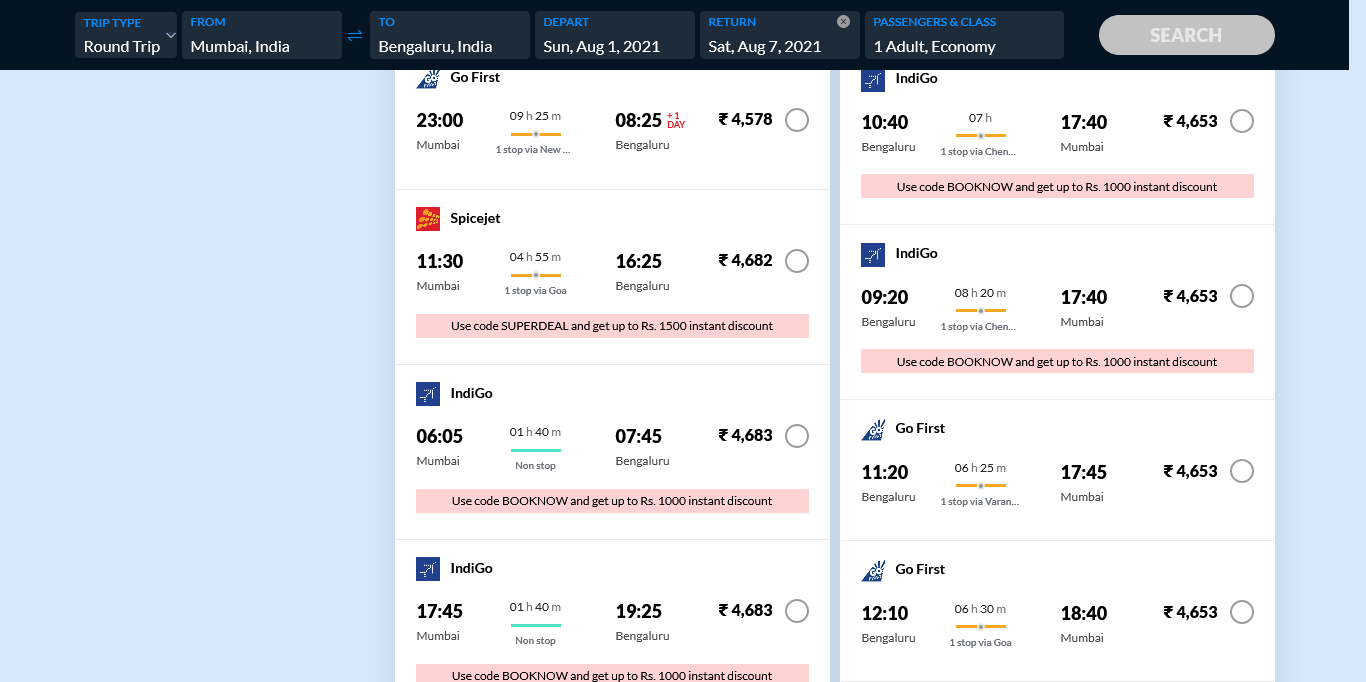 TRIP TYPE
Round Trip
FROM
Mumbai, India
TO
Bengaluru, India
DEPART
Sun, Aug 1, 2021
RETURN
Sat, Aug 7, 2021
PASSENGERS & CLASS
1 Adult, Economy
SEARCH
Go First
23:00 09 h 25 m 08:25 + 1 DAY ₹ 4,578
Mumbai 1 stop via New ... Bengaluru
Spicejet
11:30 04 h 55 m 16:25 ₹ 4,682
Mumbai 1 stop via Goa Bengaluru
Use code SUPERDEAL and get up to Rs. 1500 instant discount
IndiGo
06:05 01 h 40 m 07:45 ₹ 4,683
Mumbai Non stop Bengaluru
Use code BOOKNOW and get up to Rs. 1000 instant discount
IndiGo
17:45 01 h 40 m 19:25 ₹ 4,683
Mumbai Non stop Bengaluru
Use code BOOKNOW and get up to Rs. 1000 instant discount
IndiGo
10:40 07 h 17:40 ₹ 4,653
Bengaluru 1 stop via Chen... Mumbai
Use code BOOKNOW and get up to Rs. 1000 instant discount
IndiGo
09:20 08 h 20 m 17:40 ₹ 4,653
Bengaluru 1 stop via Chen... Mumbai
Use code BOOKNOW and get up to Rs. 1000 instant discount
Go First
11:20 06 h 25 m 17:45 ₹ 4,653
Bengaluru 1 stop via Varan... Mumbai
Go First
12:10 06 h 30 m 18:40 ₹ 4,653
Bengaluru 1 stop via Goa Mumbai